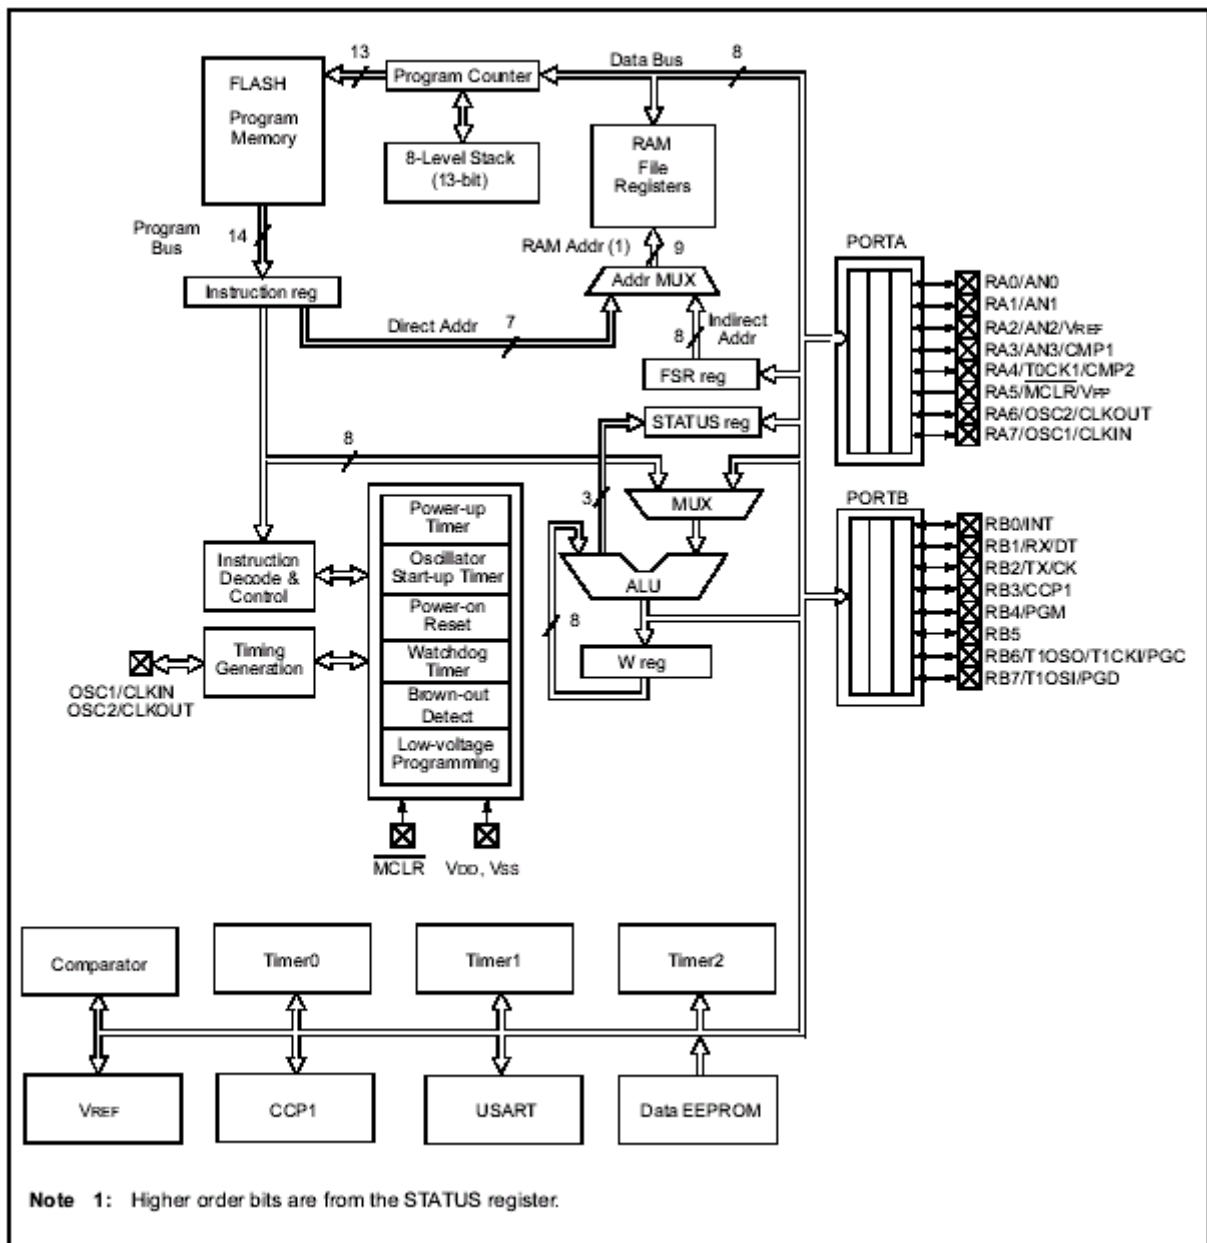 13
Data Bus
8
FLASH
Program
Memory
Program Counter
8-Level Stack
(13-bit)
RAM
File
Registers
Program
Bus
14
RAM Addr (1)
9
Addr MUX
Instruction reg
Direct Addr
7
8
Indirect
Addr
FSR reg
STATUS reg
8
3
MUX
ALU
8
W reg
Power-up
Timer
Oscillator
Start-up Timer
Power-on
Reset
Watchdog
Timer
Brown-out
Detect
Low-voltage
Programming
Instruction
Decode &
Control
Timing
Generation
OSC1/CLKIN
OSC2/CLKOUT
MCLR
VDD, VSS
PORTA
RA0/AN0
RA1/AN1
RA2/AN2/VREF
RA3/AN3/CMP1
RA4/T0CK1/CMP2
RA5/MCLR/VPP
RA6/OSC2/CLKOUT
RA7/OSC1/CLKIN
PORTB
RB0/INT
RB1/RX/DT
RB2/TX/CK
RB3/CCP1
RB4/PGM
RB5
RB6/T1OSO/T1CKI/PGC
RB7/T1OSI/PGD
Comparator
Timer0
Timer1
Timer2
VREF
CCP1
USART
Data EEPROM
Note 1: Higher order bits are from the STATUS register.